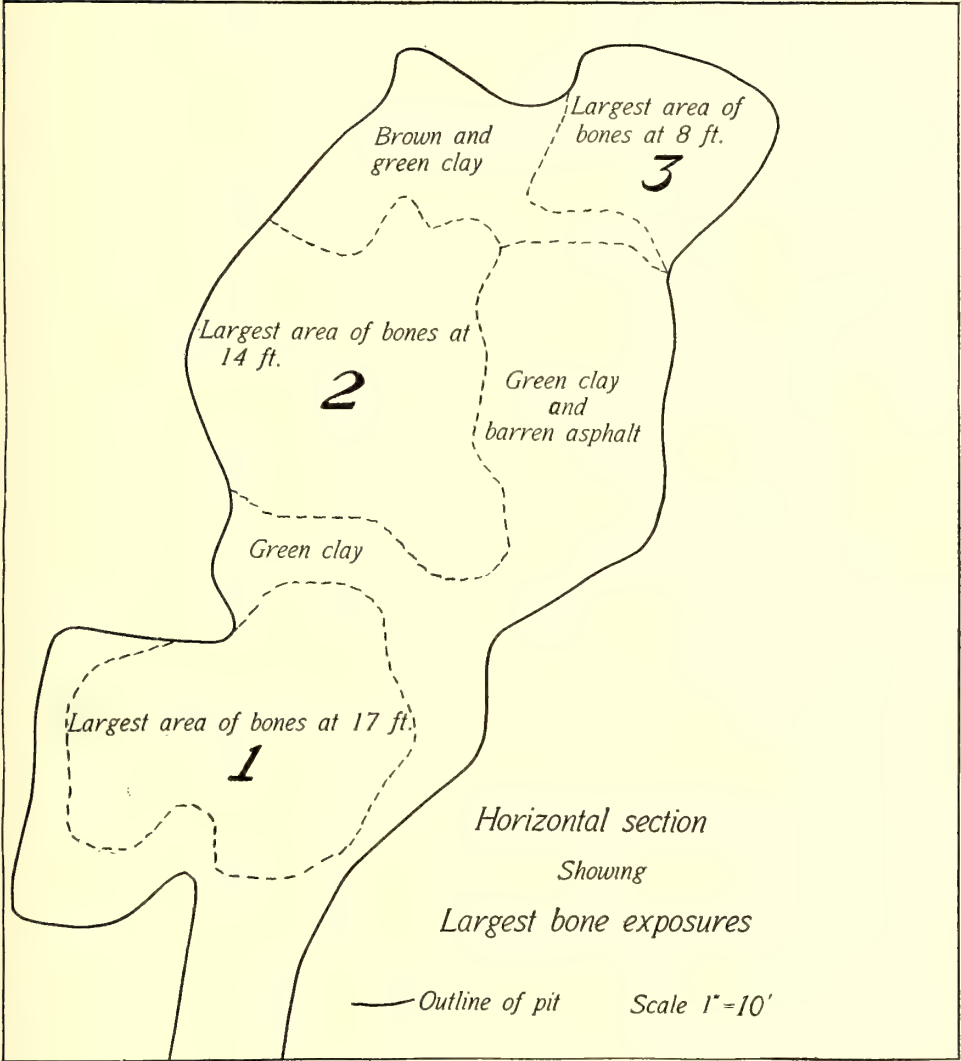 Largest area of
bones at 8 ft.
3
Brown and
green clay
Largest area of bones at
14 ft.
2
Green clay
and
barren asphalt
Green clay
Largest area of bones at 17 ft.
1
Horizontal section
Showing
Largest bone exposures
Outline of pit
Scale 1"=10'